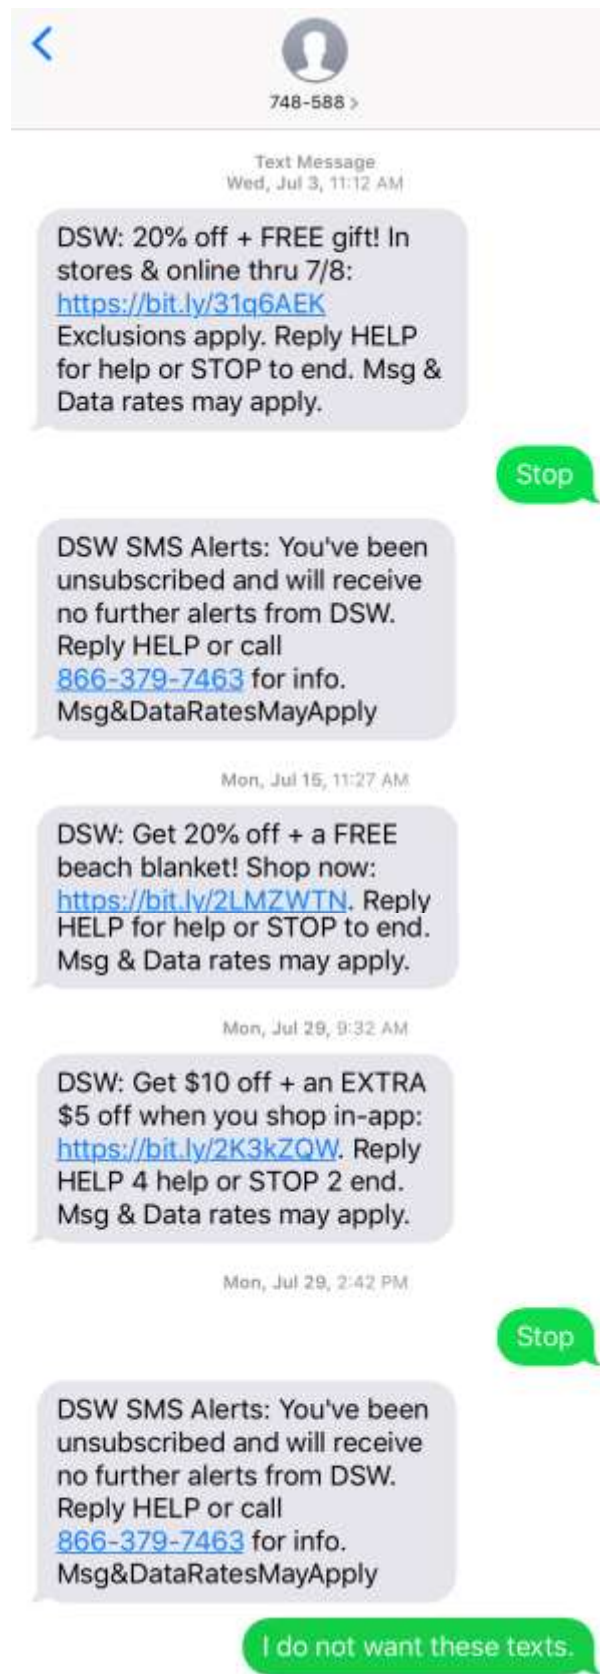 748-588 >
Text Message
Wed, Jul 3, 11:12 AM
DSW: 20% off + FREE gift! In
stores & online thru 7/8:
https://bit.ly/31q6AEK
Exclusions apply. Reply HELP
for help or STOP to end. Msg &
Data rates may apply.
Stop
DSW SMS Alerts: You've been
unsubscribed and will receive
no further alerts from DSW.
Reply HELP or call
866-379-7463 for info.
Msg&DataRatesMayApply
Mon, Jul 15, 11:27 AM
DSW: Get 20% off + a FREE
beach blanket! Shop now:
https://bit.ly/2LMZWTN. Reply
HELP for help or STOP to end.
Msg & Data rates may apply.
Mon, Jul 29, 9:32 AM
DSW: Get $10 off + an EXTRA
$5 off when you shop in-app:
https://bit.ly/2K3kZQW. Reply
HELP 4 help or STOP 2 end.
Msg & Data rates may apply.
Mon, Jul 29, 2:42 PM
Stop
DSW SMS Alerts: You've been
unsubscribed and will receive
no further alerts from DSW.
Reply HELP or call
866-379-7463 for info.
Msg&DataRatesMayApply
I do not want these texts.